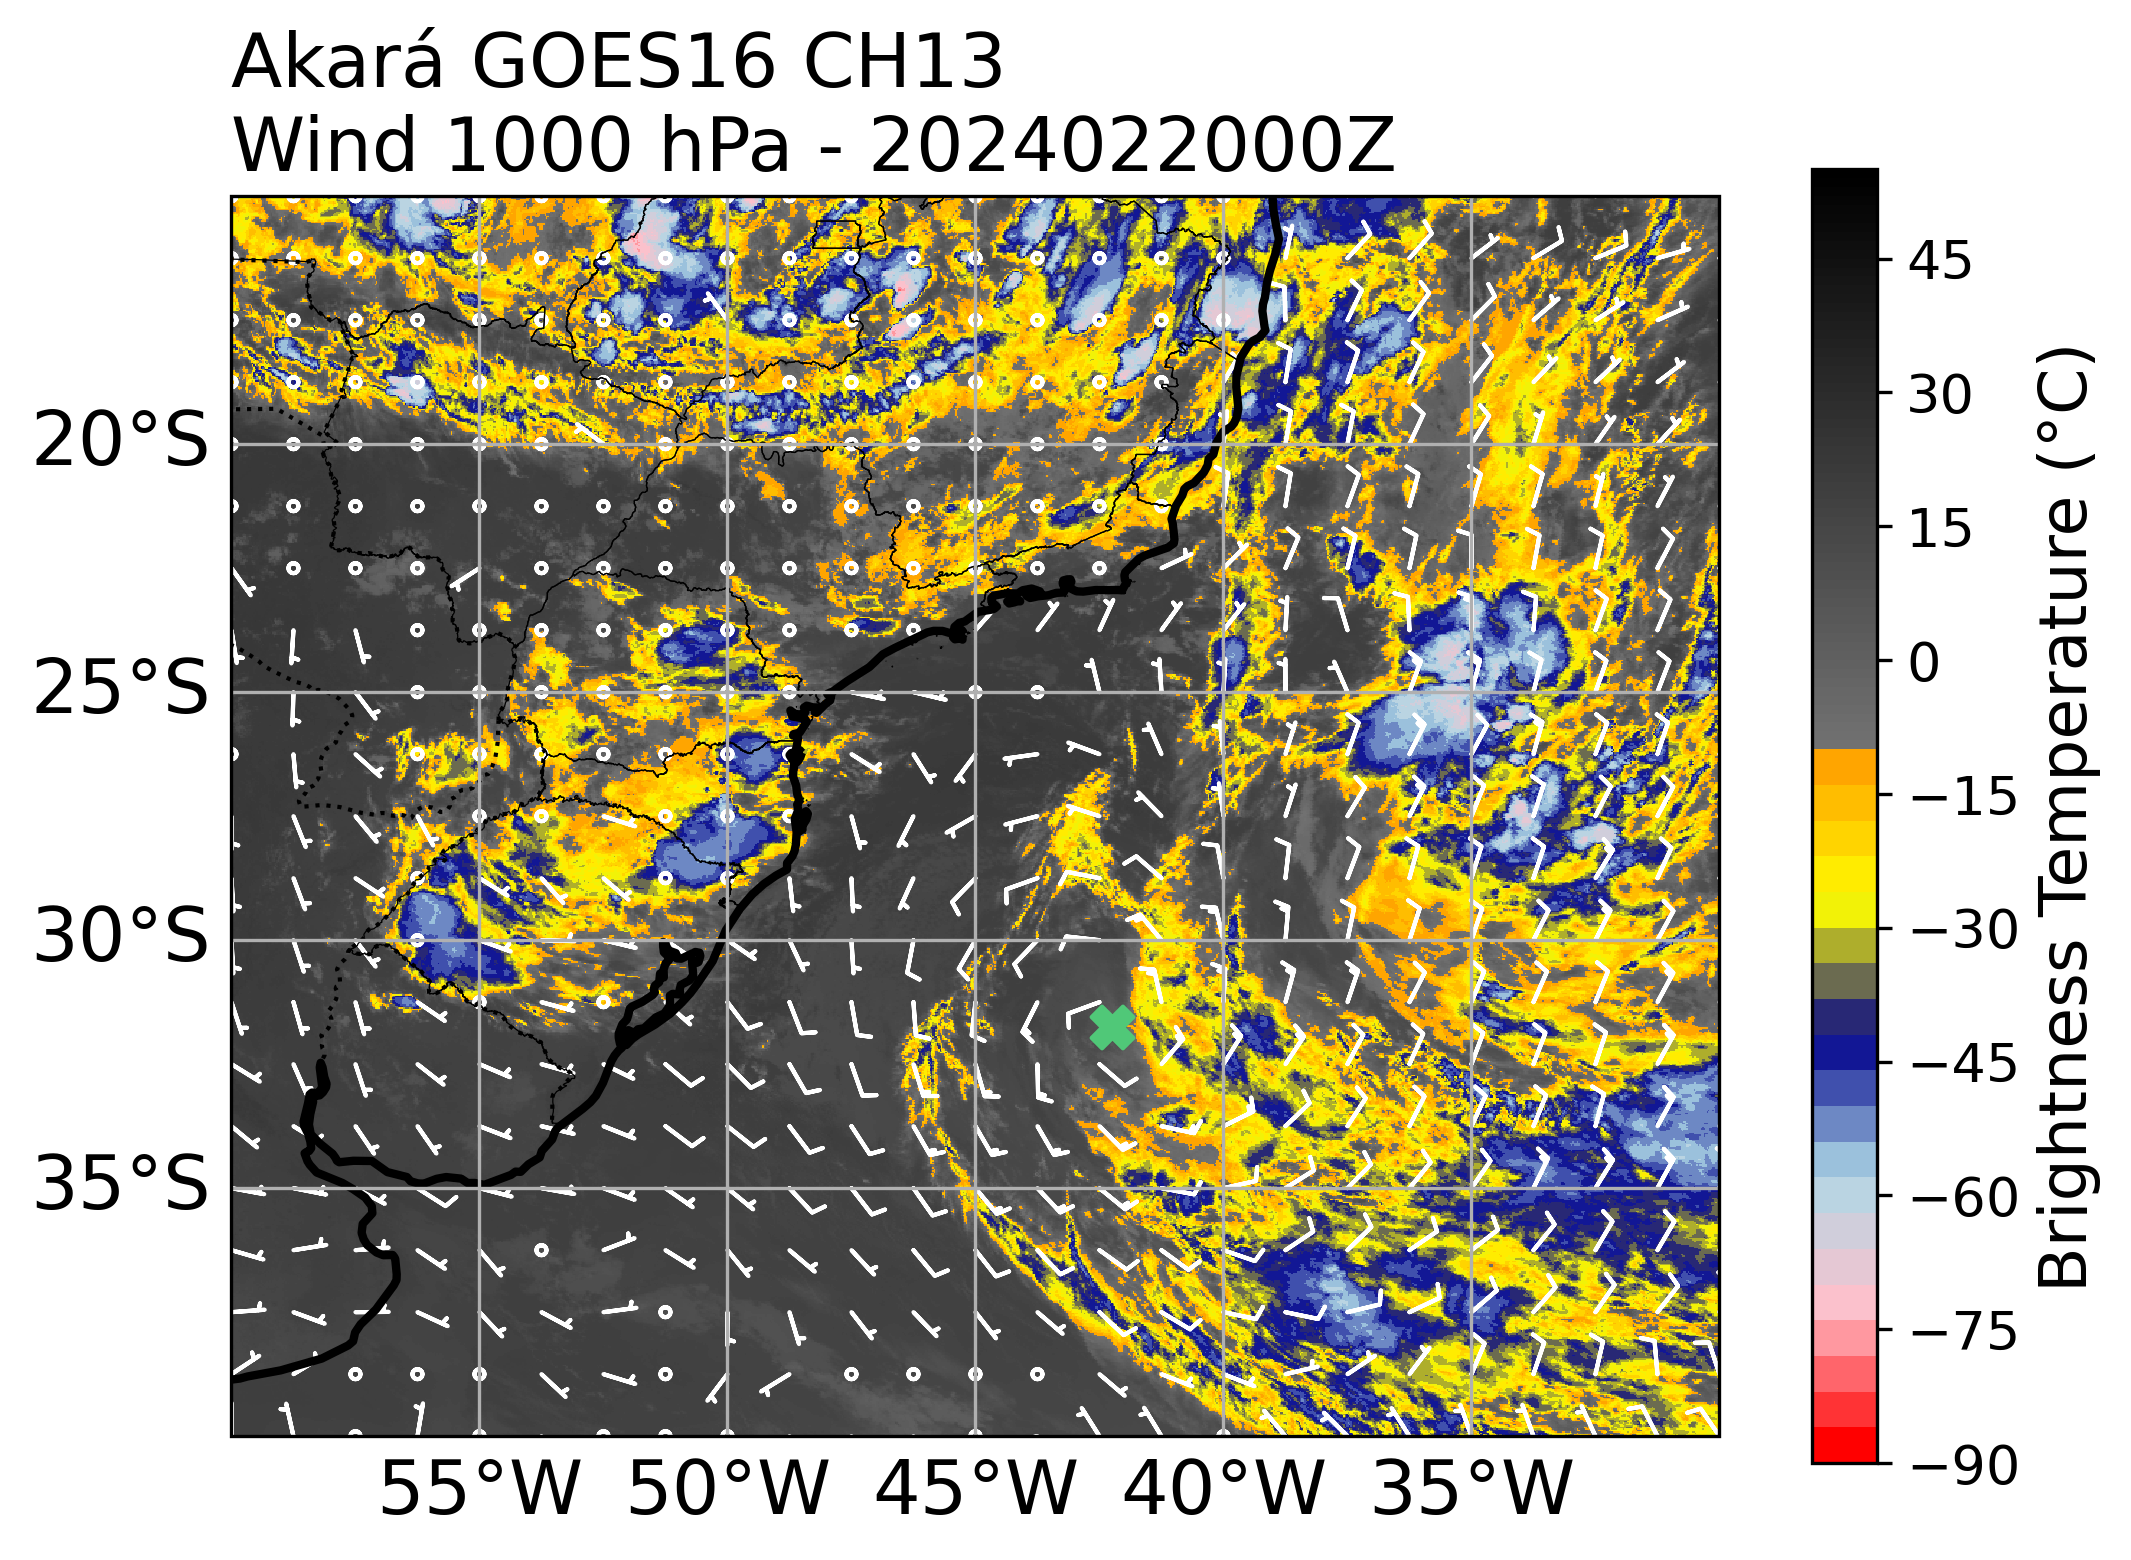 Akará GOES16 CH13
Wind 1000 hPa - 2024022000Z
20°S
25°S
30°S
35°S
55°W 50°W 45°W 40°W 35°W
45
30
15
0
−15
−30
−45
−60
−75
−90
Brightness Temperature (°C)